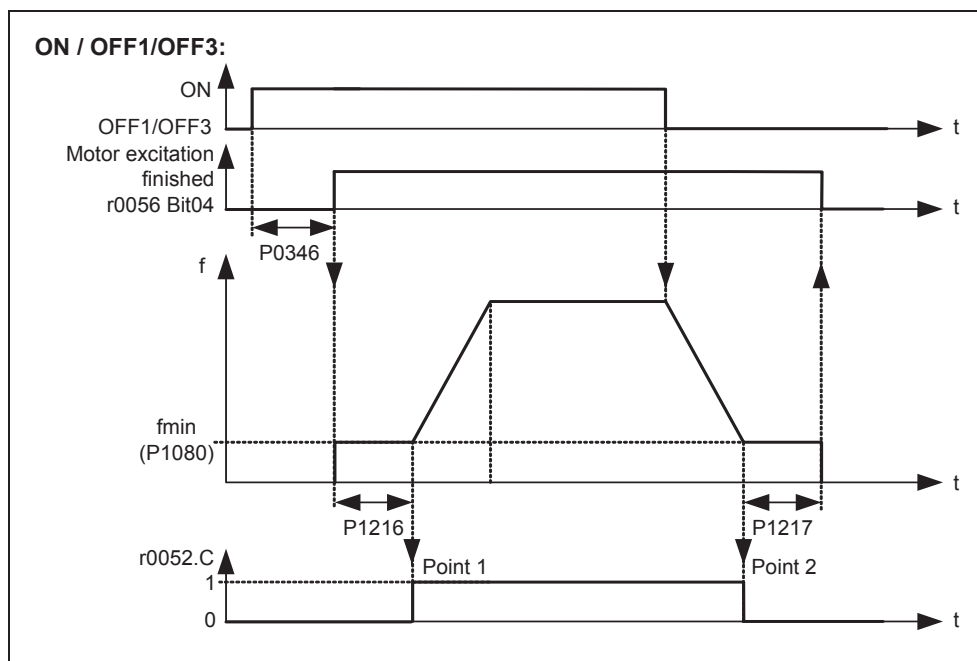 ON / OFF1/OFF3:
ON
OFF1/OFF3
t
Motor excitation
finished
r0056 Bit04
t
P0346
f
fmin
(P1080)
t
P1216
P1217
r0052.C
Point 1
Point 2
1
0
t